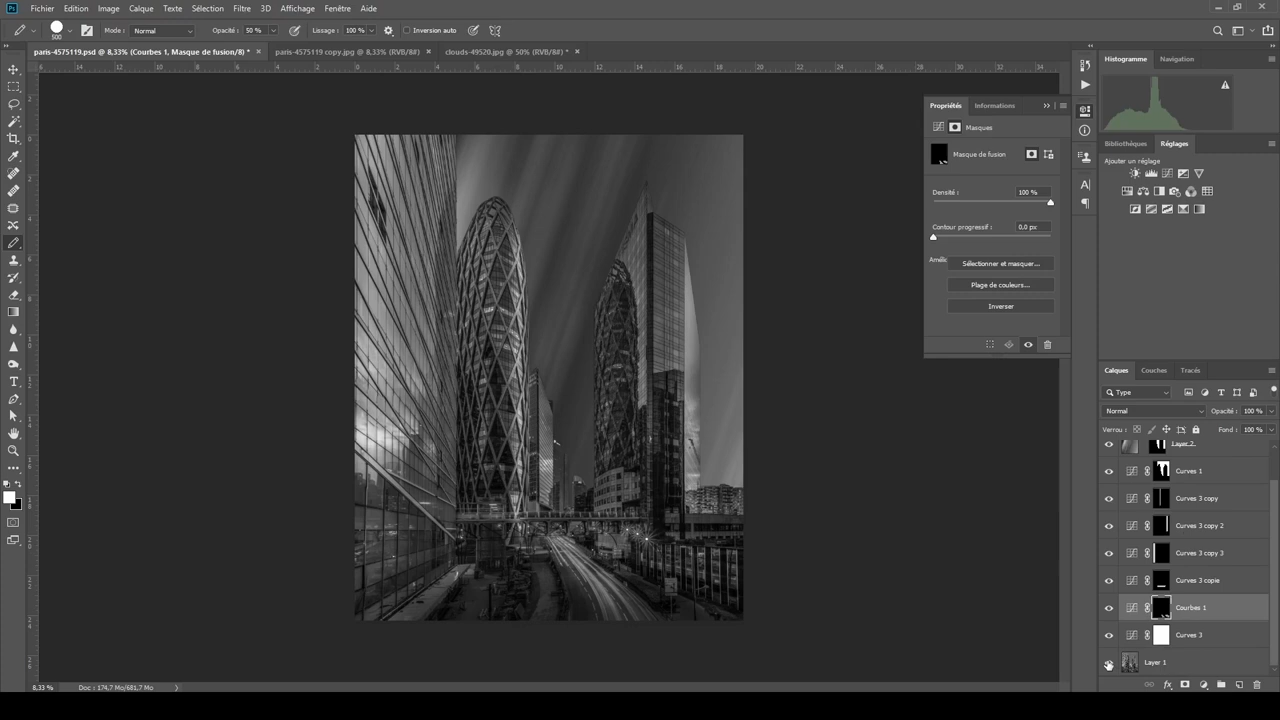 Fichier Edition Image Calque Texte Sélection Filtre 3D Affichage Fenêtre Aide
500 Mode : Normal Opacité : 50 % Lissage : 100 % Inversion auto
paris-4575119.psd @ 8,33% (Courbes 1, Masque de fusion/8) * × paris-4575119 copy.jpg @ 8,33% (RVB/8#) × clouds-49520.jpg @ 50% (RVB/8#) * ×
Histogramme Navigation
Propriétés Informations
Masques
Masque de fusion
Densité : 100 %
Contour progressif : 0,0 px
Amélic
Sélectionner et masquer...
Plage de couleurs...
Inverser
Bibliothèques Réglages
Ajouter un réglage
Calques Couches Tracés
Type
Normal Opacité : 100 %
Verrou : Fond : 100 %
Layer 2
Curves 1
Curves 3 copy
Curves 3 copy 2
Curves 3 copy 3
Curves 3 copie
Courbes 1
Curves 3
Layer 1
8,33 % Doc : 174,7 Mo/681,7 Mo